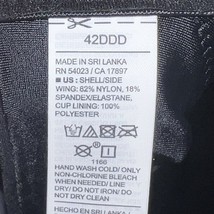 42DDD
MADE IN SRI LANKA
RN 54023 / CA 17897
• US : SHELL/SIDE
WING: 82% NYLON, 18%
SPANDEX/ELASTANE.
CUP LINING: 100%
POLYESTER
1166
HAND WASH COLD/ ONLY
NON-CHLORINE BLEACH
WHEN NEEDED/ LINE
DRY/ DO NOT IRON/ DO
NOT DRY CLEAN
HECHO EN SRI LANKA